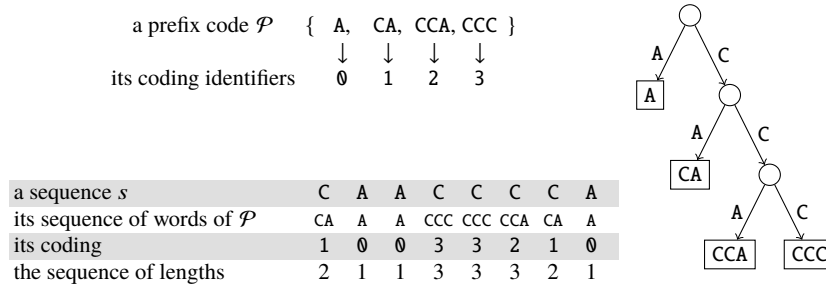 a prefix code P { A, CA, CCA, CCC }
↓ ↓ ↓ ↓
its coding identifiers 0 1 2 3
a sequence s C A A C C C C A
its sequence of words of P CA A A CCC CCC CCA CA A
its coding 1 0 0 3 3 2 1 0
the sequence of lengths 2 1 1 3 3 3 2 1
A C
A
A C
CA
A C
CCA CCC